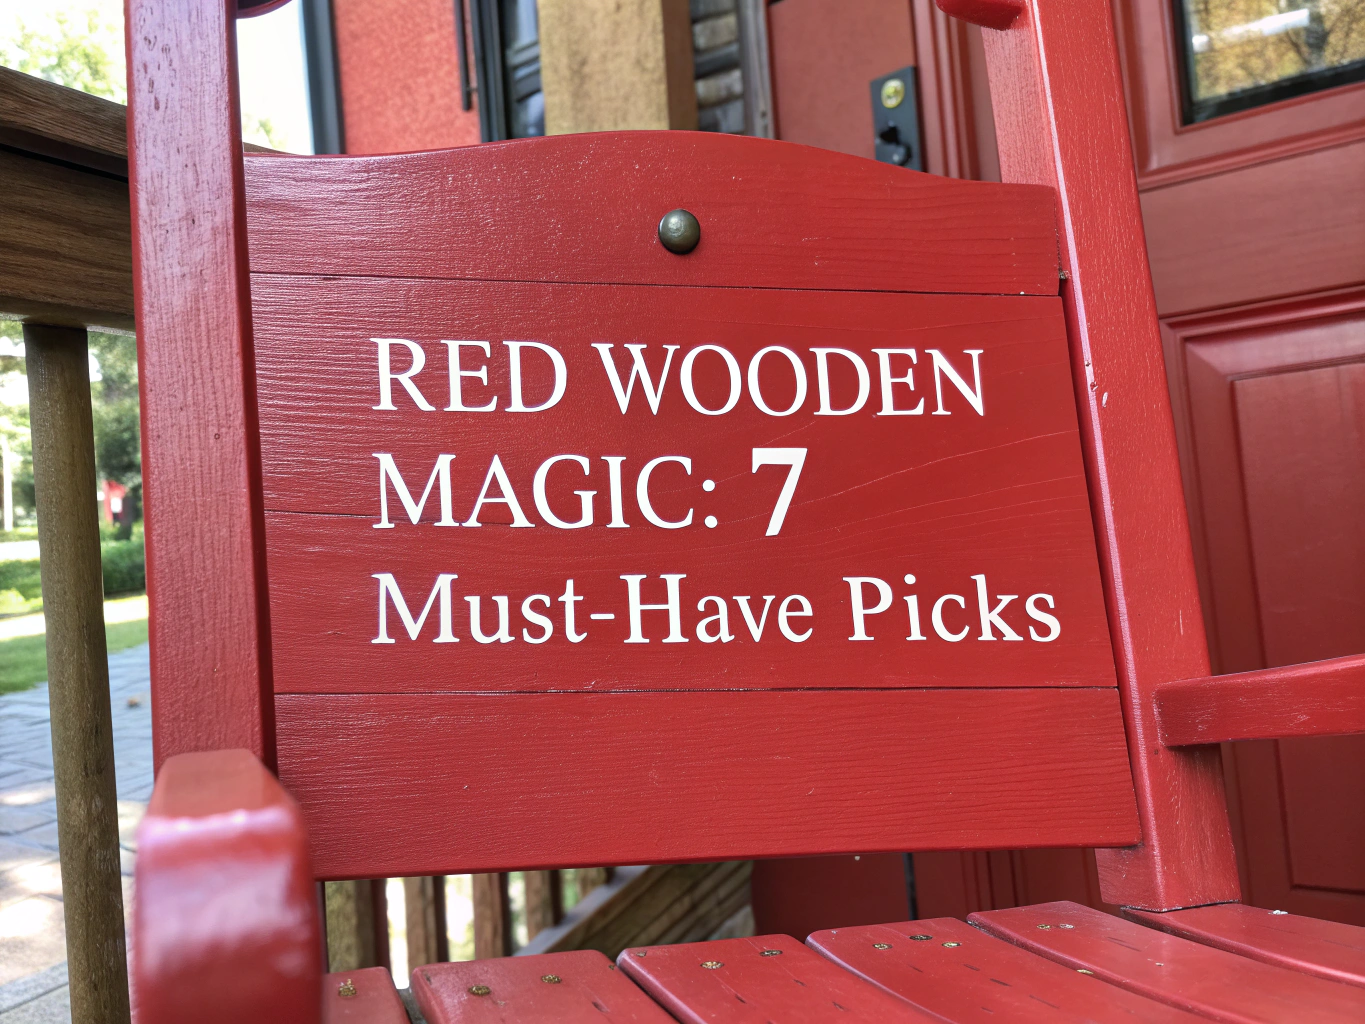 RED WOODEN
MAGIC: 7
Must-Have Picks